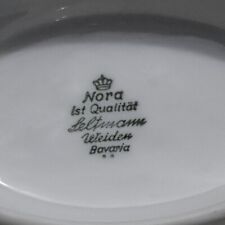 Nora
Ist Qualität
Seltmann
Weiden
Bavaria